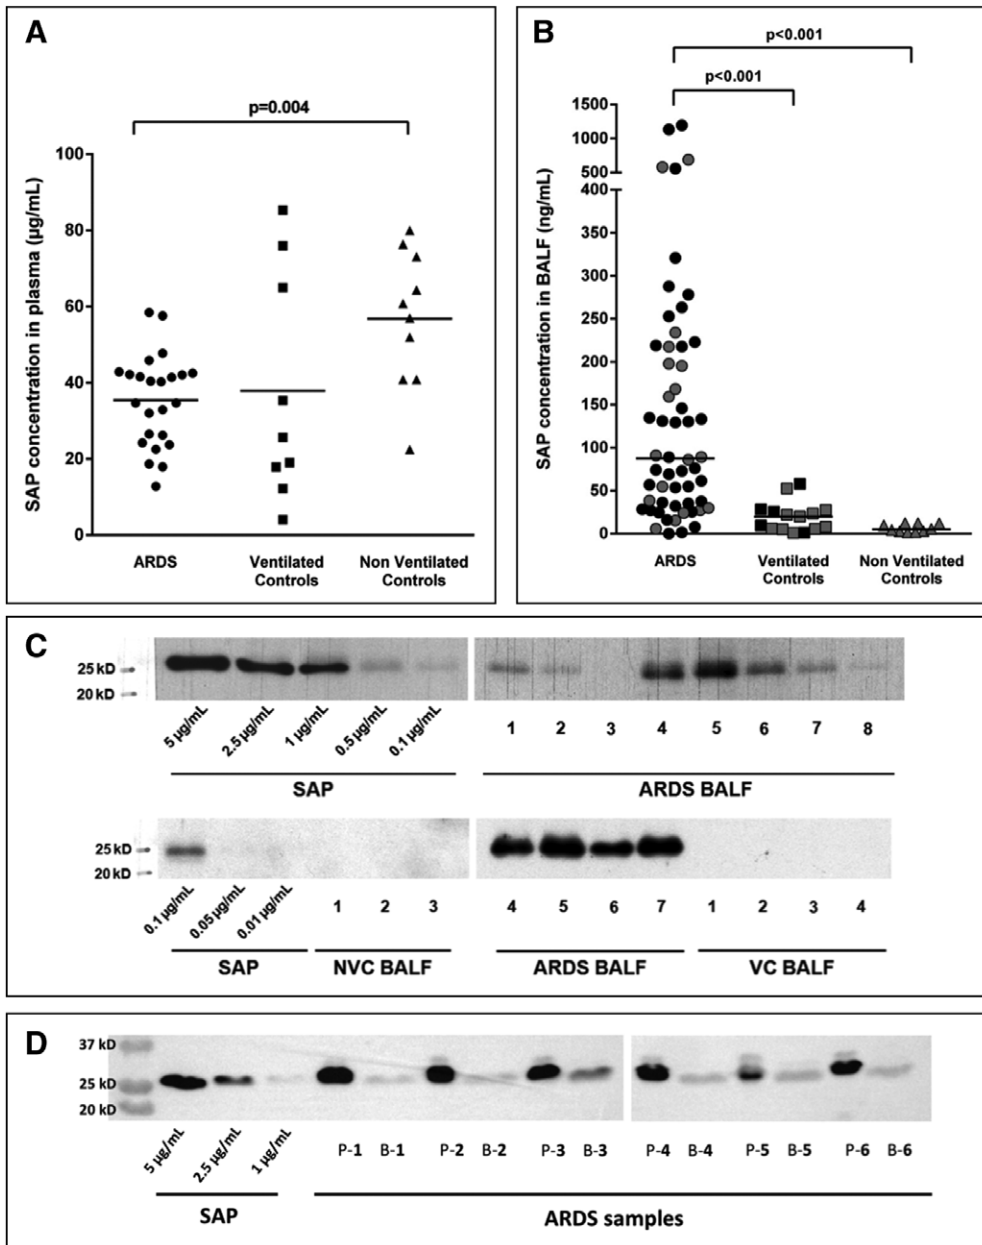 A
p=0.004
SAP concentration in plasma (µg/mL)
100
80
60
40
20
0
ARDS
Ventilated
Controls
Non Ventilated
Controls
B
p<0.001
p<0.001
SAP concentration in BALF (ng/mL)
1500
1000
500
400
350
300
250
200
150
100
50
0
ARDS
Ventilated
Controls
Non Ventilated
Controls
C
25 kD
20 kD
5 µg/mL
2.5 µg/mL
1 µg/mL
0.5 µg/mL
0.1 µg/mL
1 2 3 4 5 6 7 8
SAP
ARDS BALF
25 kD
20 kD
0.1 µg/mL
0.05 µg/mL
0.01 µg/mL
1 2 3
4 5 6 7
1 2 3 4
SAP
NVC BALF
ARDS BALF
VC BALF
D
37 kD
25 kD
20 kD
5 µg/mL
2.5 µg/mL
1 µg/mL
P-1 B-1 P-2 B-2 P-3 B-3 P-4 B-4 P-5 B-5 P-6 B-6
SAP
ARDS samples